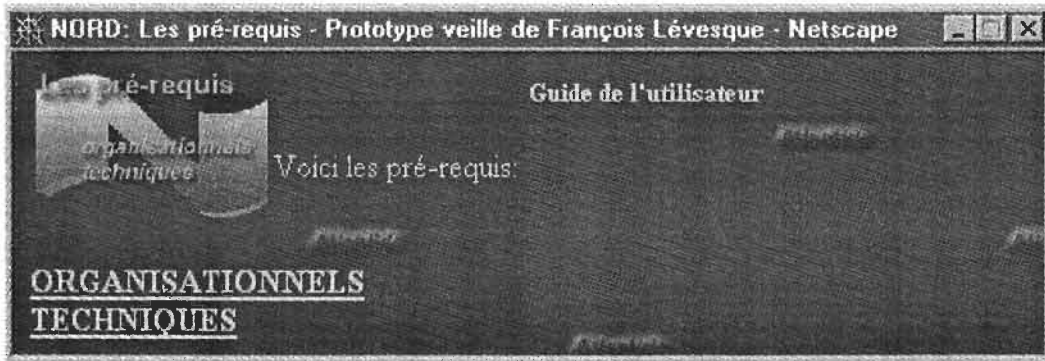 NORD: Les pré-requis - Prototype veille de François Lévesque - Netscape
Les pré-requis
Guide de l'utilisateur
organisationnels
techniques
Voici les pré-requis:
ORGANISATIONNELS
TECHNIQUES